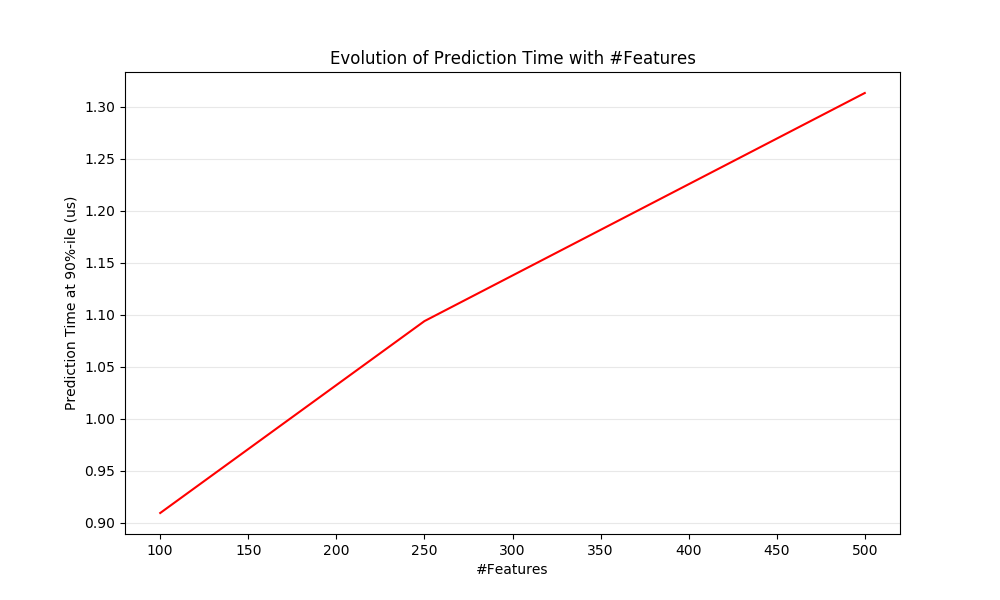 Evolution of Prediction Time with #Features
Prediction Time at 90%-ile (us)
1.30
1.25
1.20
1.15
1.10
1.05
1.00
0.95
0.90
100 150 200 250 300 350 400 450 500
#Features